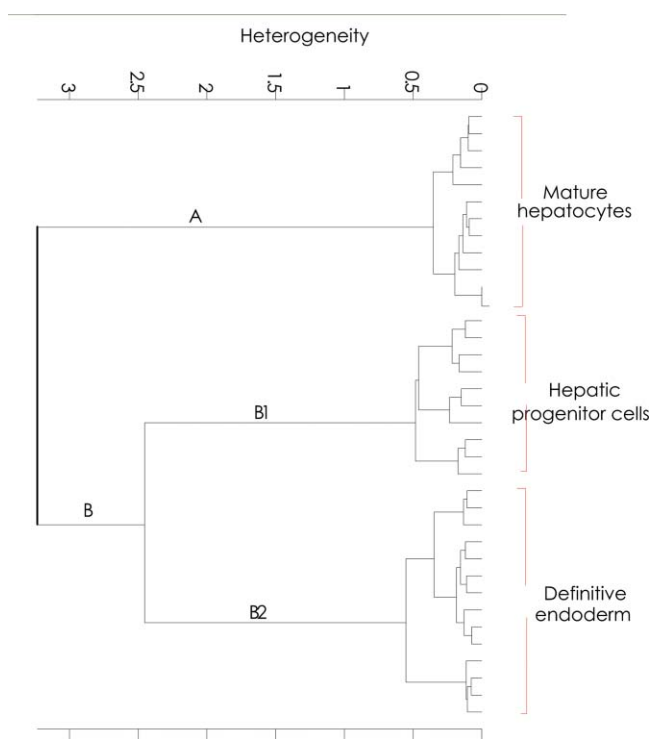 Heterogeneity
3 2.5 2 1.5 1 0.5 0
A
Mature
hepatocytes
B1
Hepatic
progenitor cells
B
B2
Definitive
endoderm